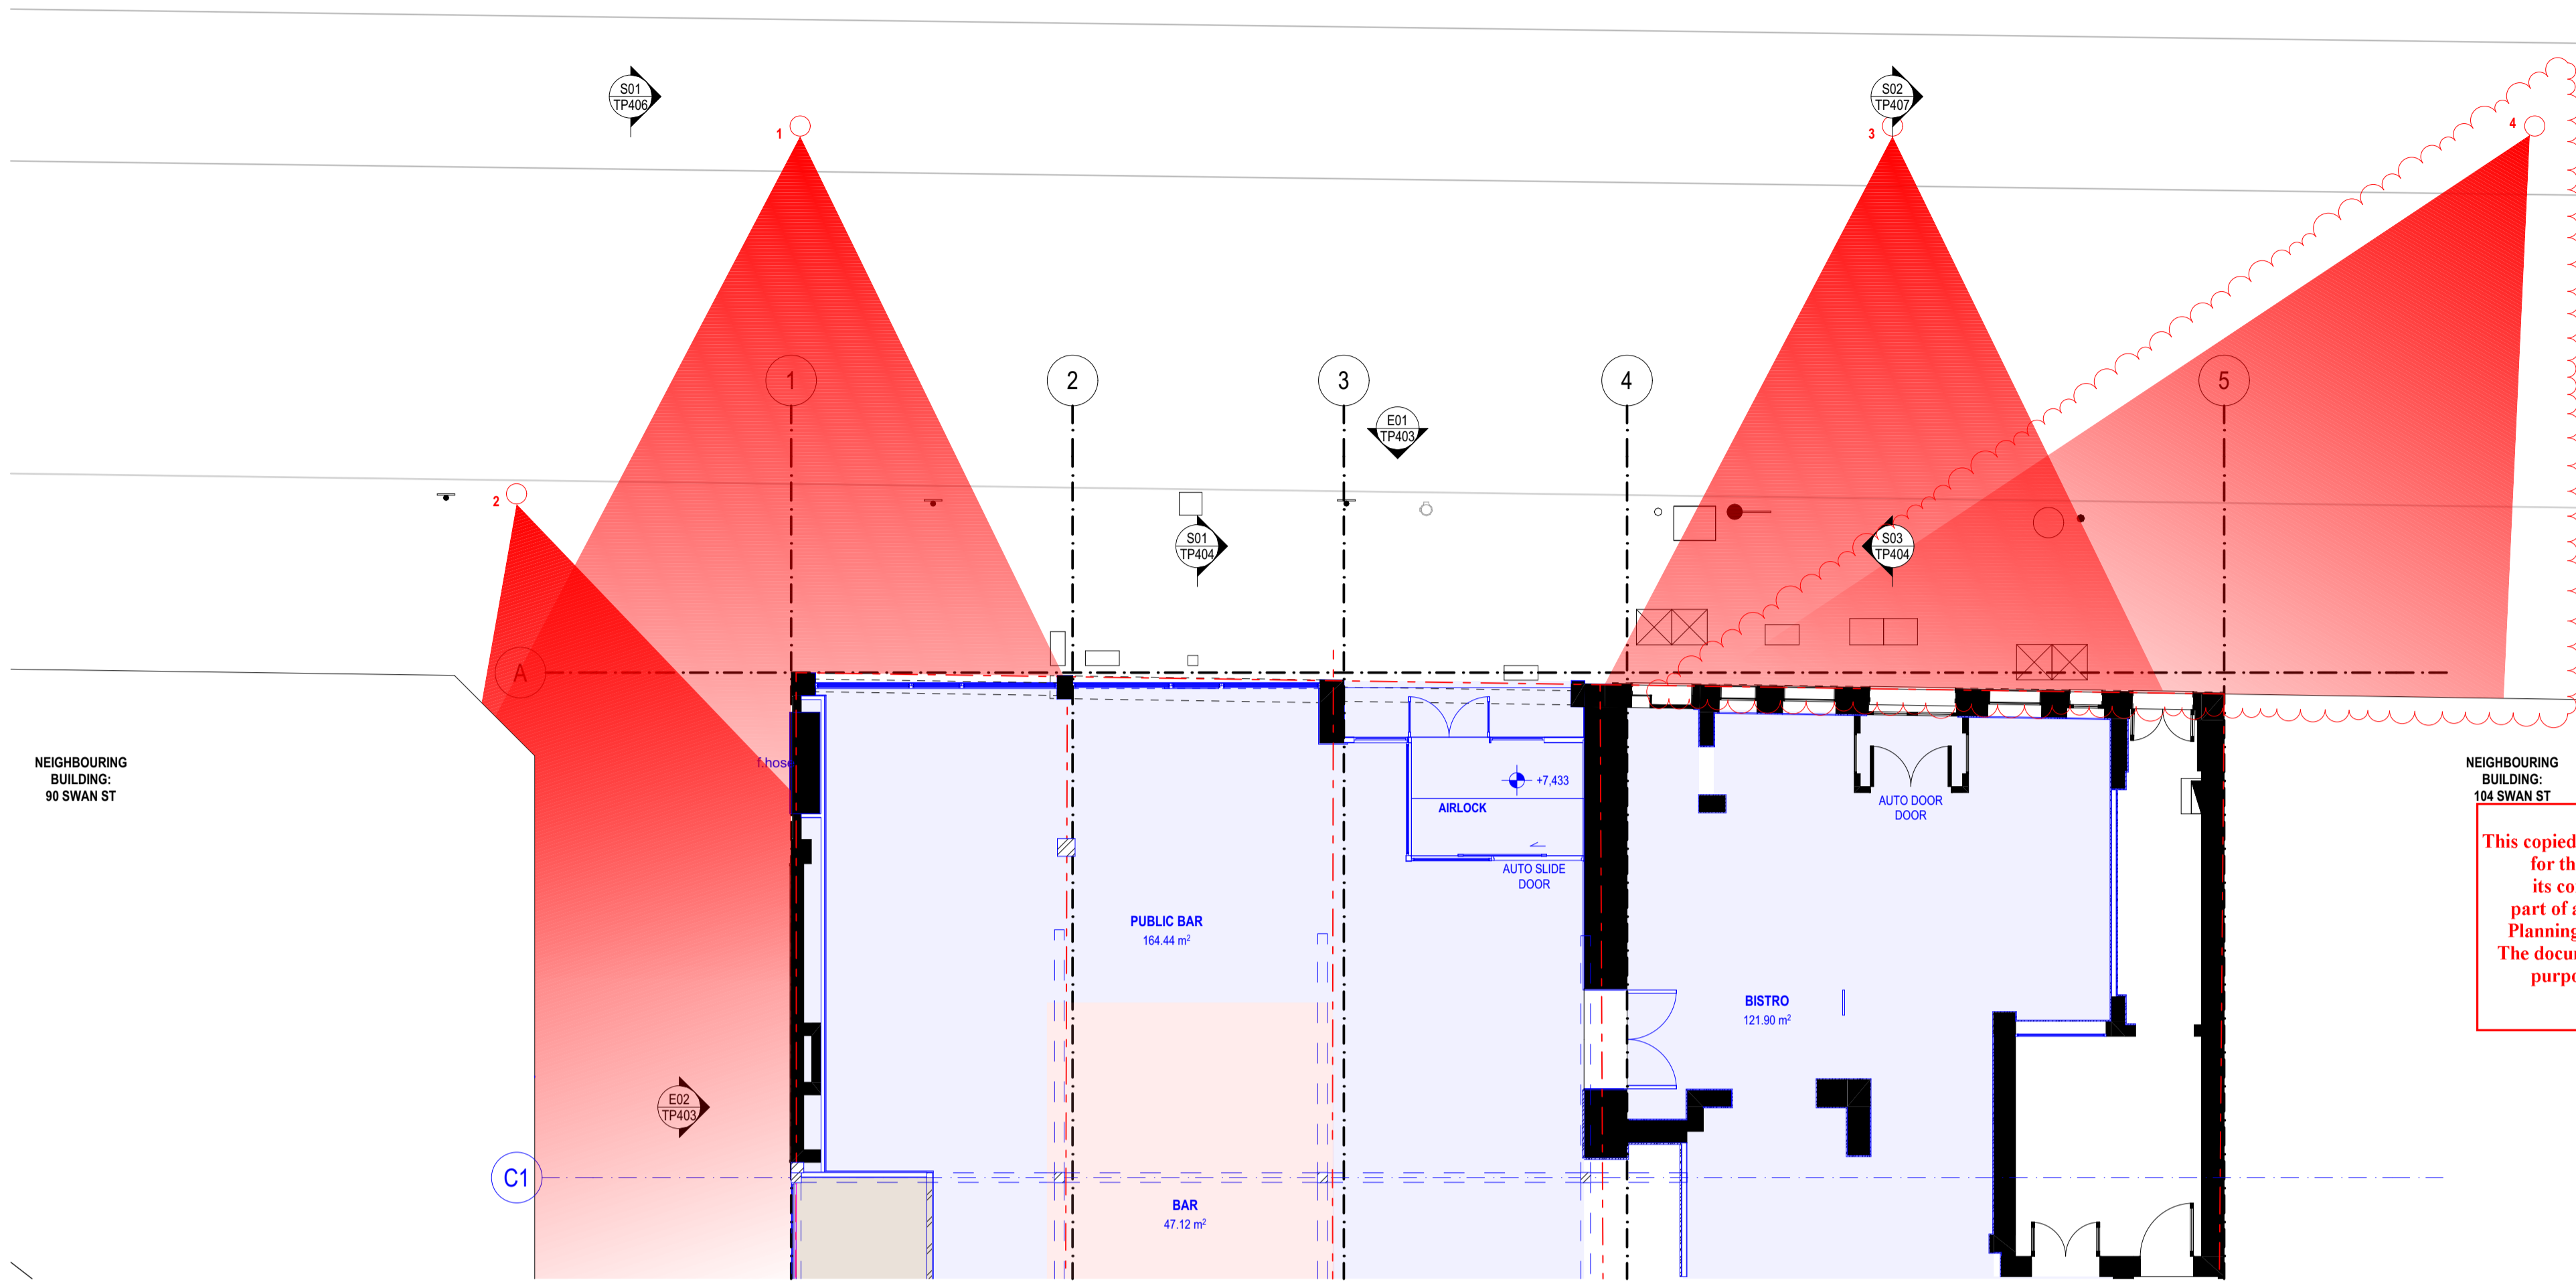 S01
TP406
1
S02
TP407
3
4
1
2
3
4
5
E01
TP403
2
S01
TP404
S03
TP404
A
NEIGHBOURING
BUILDING:
90 SWAN ST
f.hose
+7,433
AIRLOCK
AUTO SLIDE
DOOR
AUTO DOOR
DOOR
NEIGHBOURING
BUILDING:
104 SWAN ST
This copied
for th
its co
part of a
Planning
The docu
purpo
PUBLIC BAR
164.44 m²
BISTRO
121.90 m²
E02
TP403
C1
BAR
47.12 m²